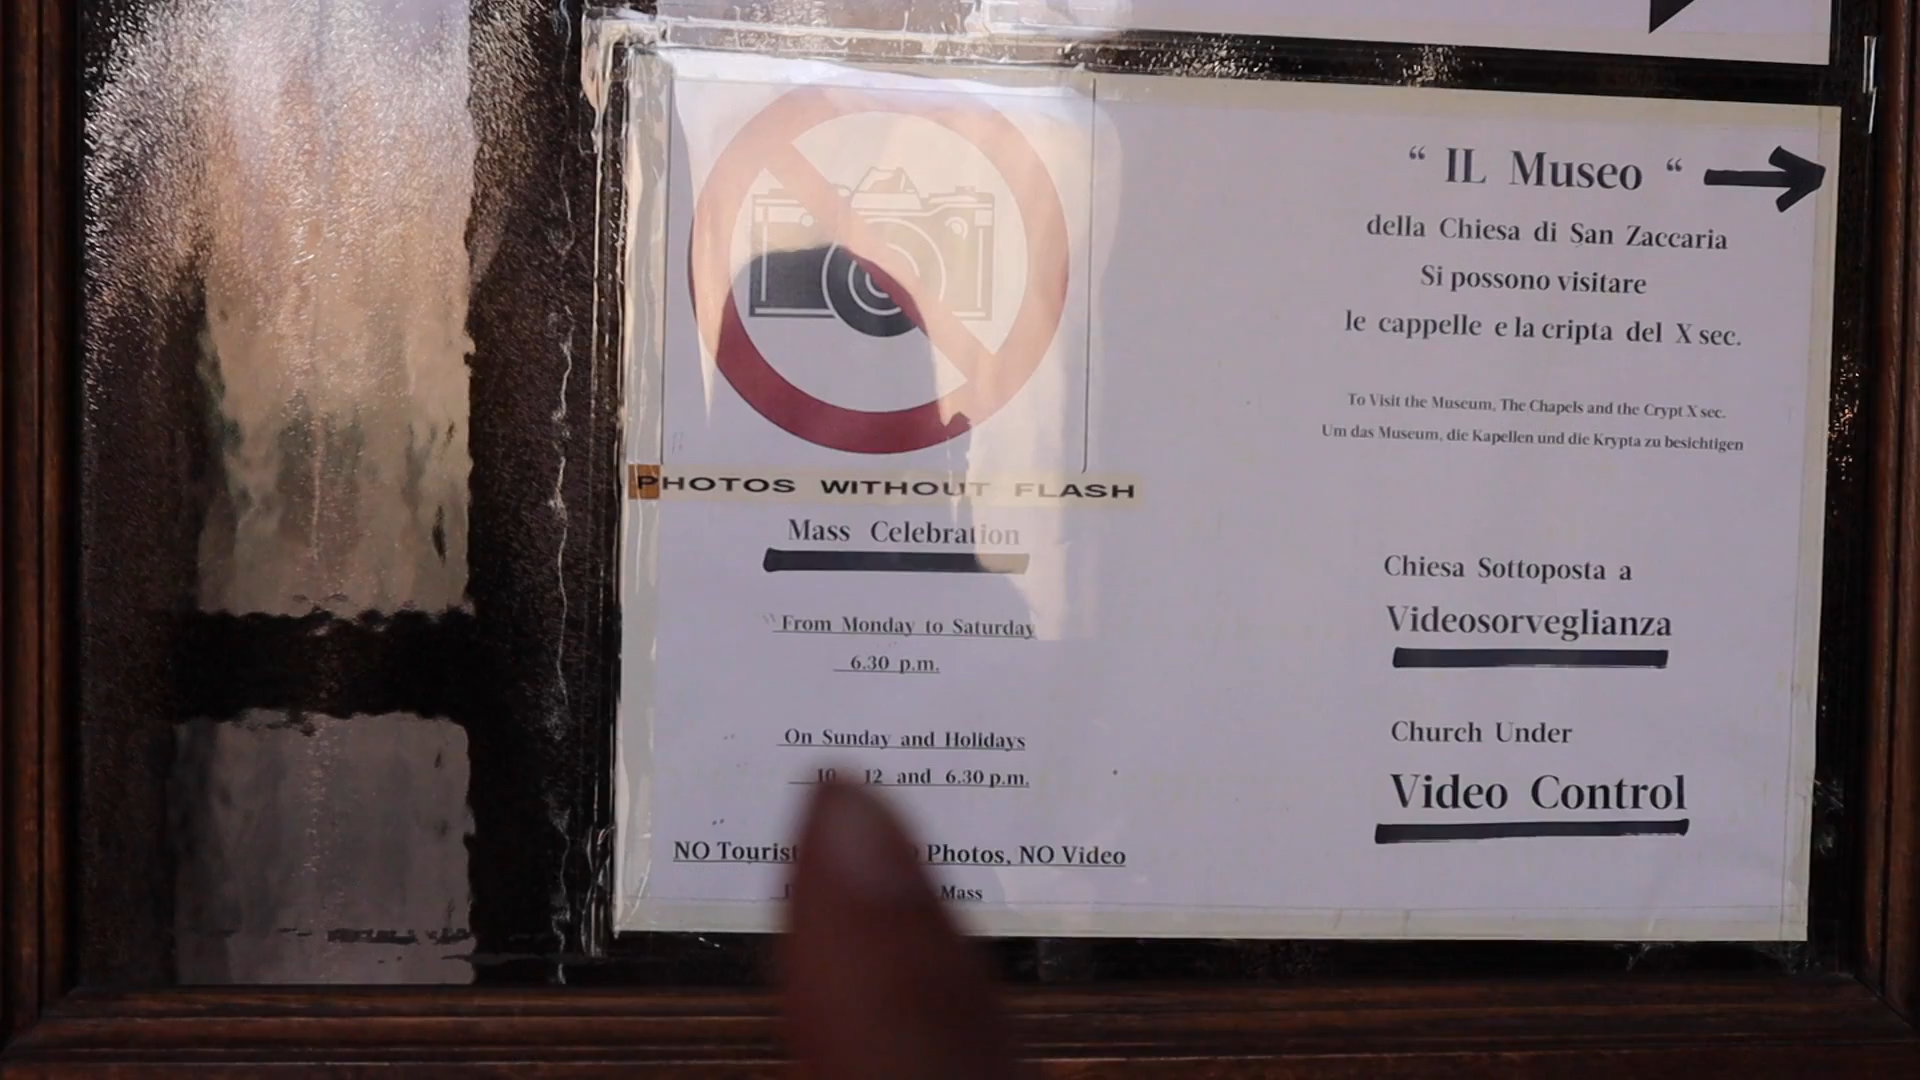 PHOTOS WITHOUT FLASH
Mass Celebration
From Monday to Saturday
6.30 p.m.
On Sunday and Holidays
10 12 and 6.30 p.m.
NO Tourist Photos, NO Video
Mass
“ IL Museo “
della Chiesa di San Zaccaria
Si possono visitare
le cappelle e la cripta del X sec.
To Visit the Museum, The Chapels and the Crypt X sec.
Um das Museum, die Kapellen und die Krypta zu besichtigen
Chiesa Sottoposta a
Videosorveglianza
Church Under
Video Control